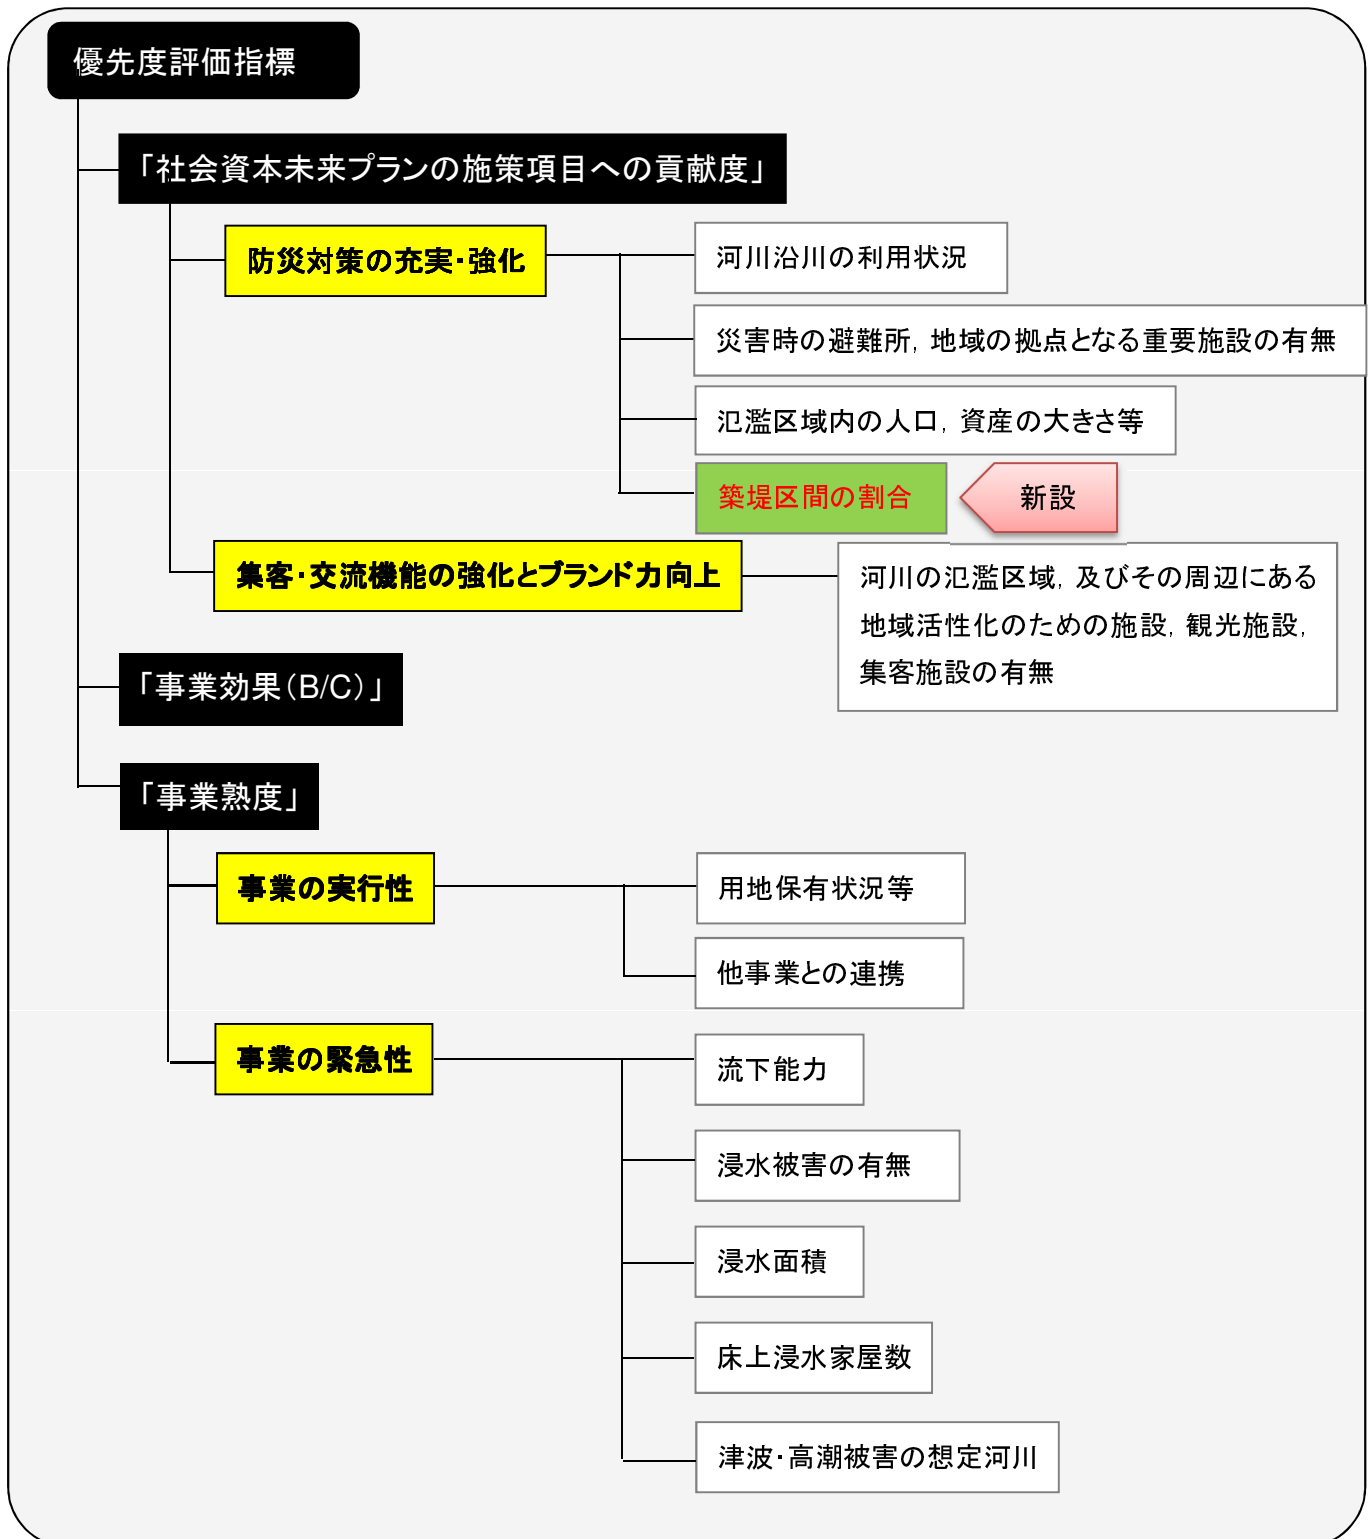 優先度評価指標
「社会資本未来プランの施策項目への貢献度」
防災対策の充実・強化
河川沿川の利用状況
災害時の避難所，地域の拠点となる重要施設の有無
氾濫区域内の人口，資産の大きさ等
築堤区間の割合
新設
集客・交流機能の強化とブランド力向上
河川の氾濫区域，及びその周辺にある
地域活性化のための施設，観光施設，
集客施設の有無
「事業効果（B/C）」
「事業熟度」
事業の実行性
用地保有状況等
他事業との連携
事業の緊急性
流下能力
浸水被害の有無
浸水面積
床上浸水家屋数
津波・高潮被害の想定河川